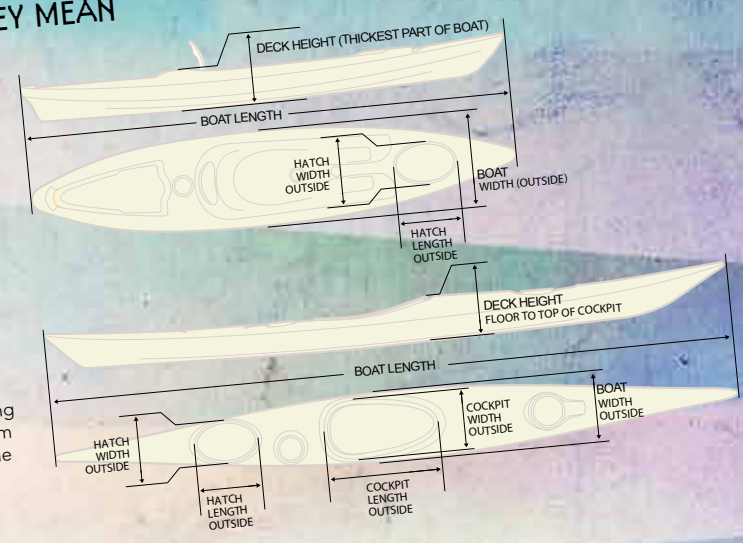 EY MEAN
DECK HEIGHT (THICKEST PART OF BOAT)
BOAT LENGTH
HATCH
WIDTH
OUTSIDE
BOAT
WIDTH (OUTSIDE)
HATCH
LENGTH
OUTSIDE
DECK HEIGHT
FLOOR TO TOP OF COCKPIT
BOAT LENGTH
ng
m
e
HATCH
WIDTH
OUTSIDE
HATCH
LENGTH
OUTSIDE
COCKPIT
LENGTH
OUTSIDE
COCKPIT
WIDTH
OUTSIDE
BOAT
WIDTH
OUTSIDE